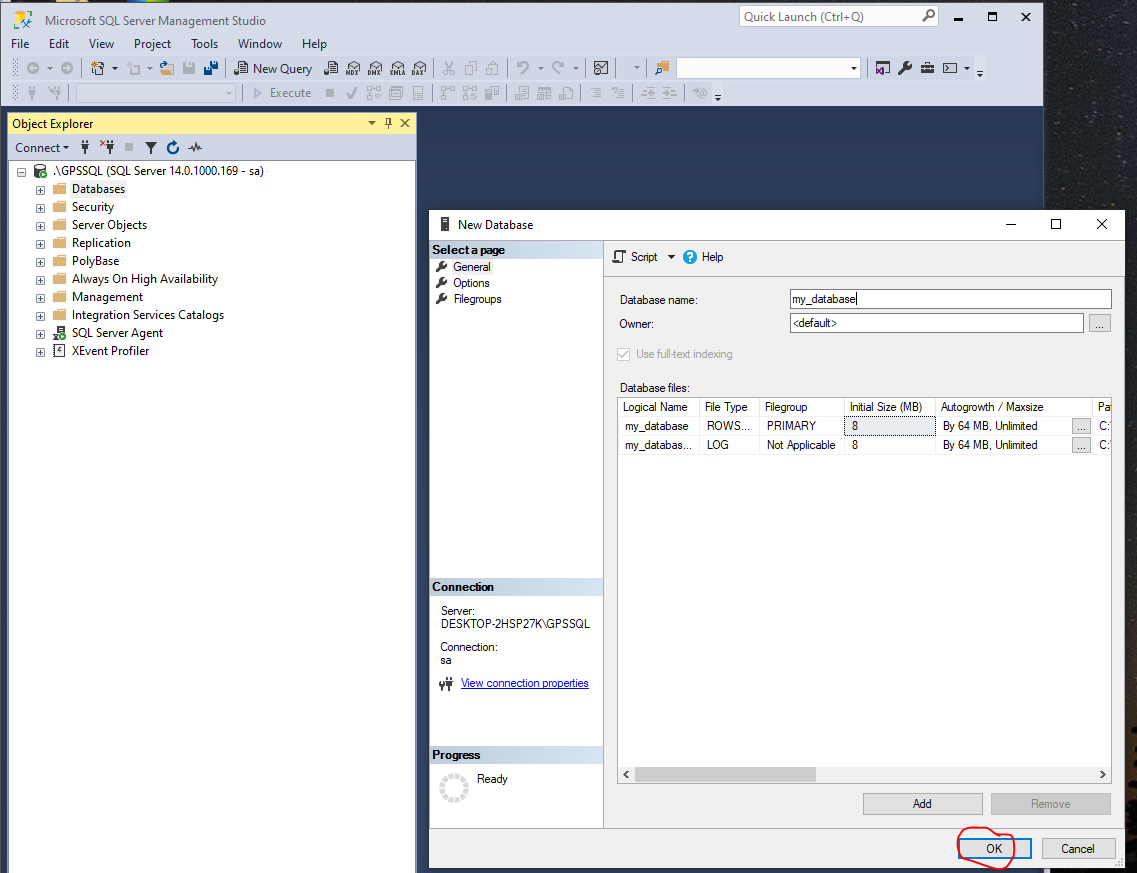 Microsoft SQL Server Management Studio
Quick Launch (Ctrl+Q)
File Edit View Project Tools Window Help
New Query MDX DMX XMLA DAX
Execute
Object Explorer
Connect
.\GPSSQL (SQL Server 14.0.1000.169 - sa)
Databases
Security
Server Objects
Replication
PolyBase
Always On High Availability
Management
Integration Services Catalogs
SQL Server Agent
XEvent Profiler
New Database
Select a page
General
Options
Filegroups
Connection
Server:
DESKTOP-2HSP27K\GPSSQL
Connection:
sa
View connection properties
Progress
Ready
Script Help
Database name: my_database
Owner: <default> ...
Use full-text indexing
Database files:
Logical Name File Type Filegroup Initial Size (MB) Autogrowth / Maxsize Pa
my_database ROWS... PRIMARY 8 By 64 MB, Unlimited ... C:
my_databas... LOG Not Applicable 8 By 64 MB, Unlimited ... C:
Add Remove
OK Cancel